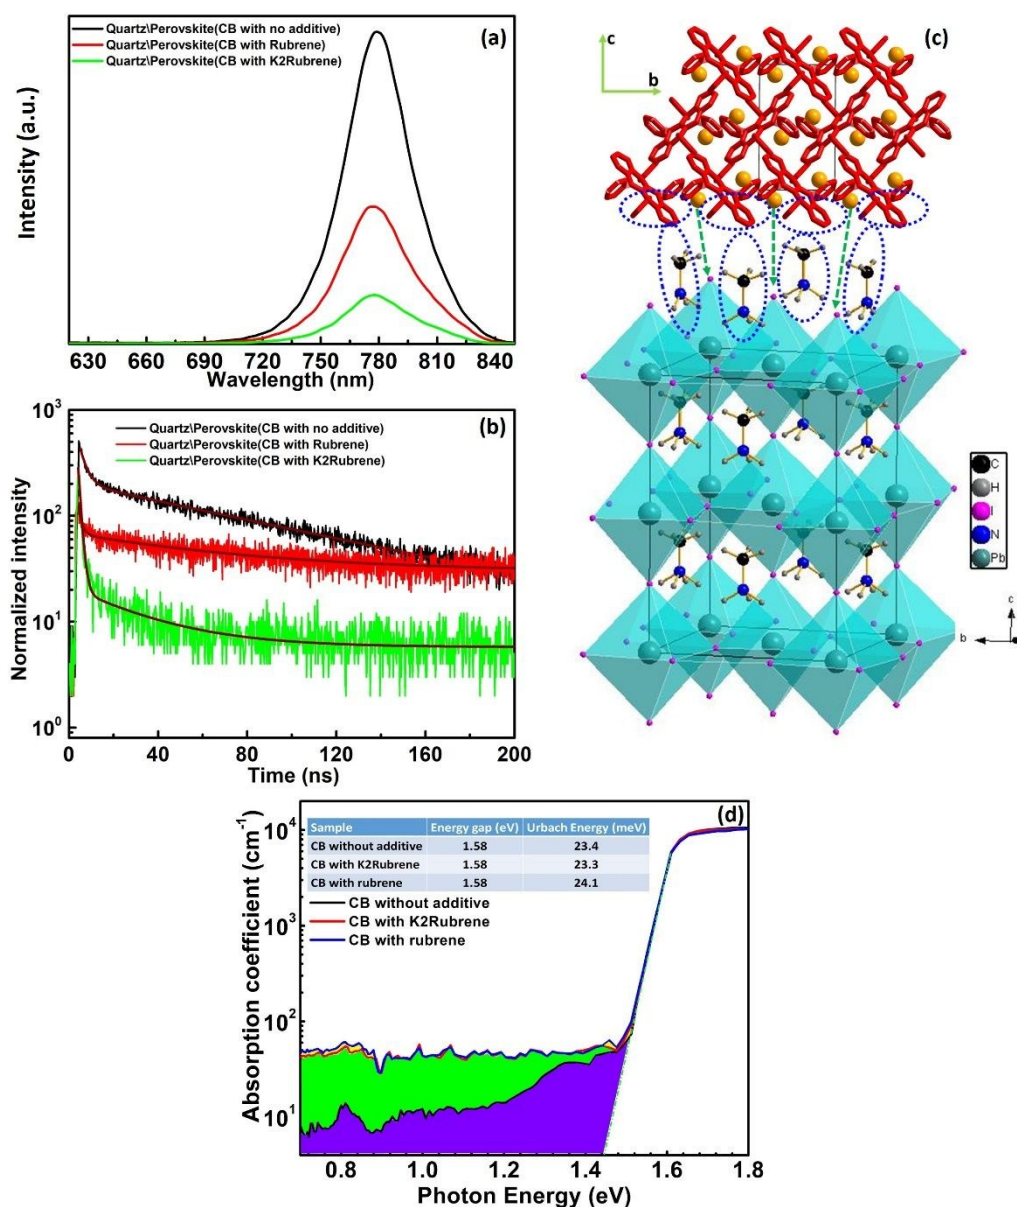 Quartz\Perovskite(CB with no additive)
Quartz\Perovskite(CB with Rubrene)
Quartz\Perovskite(CB with K2Rubrene)
(a)
Intensity (a.u.)
630 660 690 720 750 780 810 840
Wavelength (nm)
(b)
Quartz\Perovskite(CB with no additive)
Quartz\Perovskite(CB with Rubrene)
Quartz\Perovskite(CB with K2Rubrene)
Normalized intensity
10³
10²
10¹
10⁰
0 40 80 120 160 200
Time (ns)
(c)
c
b
C
H
I
N
Pb
c
b
(d)
Sample Energy gap (eV) Urbach Energy (meV)
CB without additive 1.58 23.4
CB with K2Rubrene 1.58 23.3
CB with rubrene 1.58 24.1
CB without additive
CB with K2Rubrene
CB with rubrene
Absorption coefficient (cm⁻¹)
10⁴
10³
10²
10¹
0.8 1.0 1.2 1.4 1.6 1.8
Photon Energy (eV)